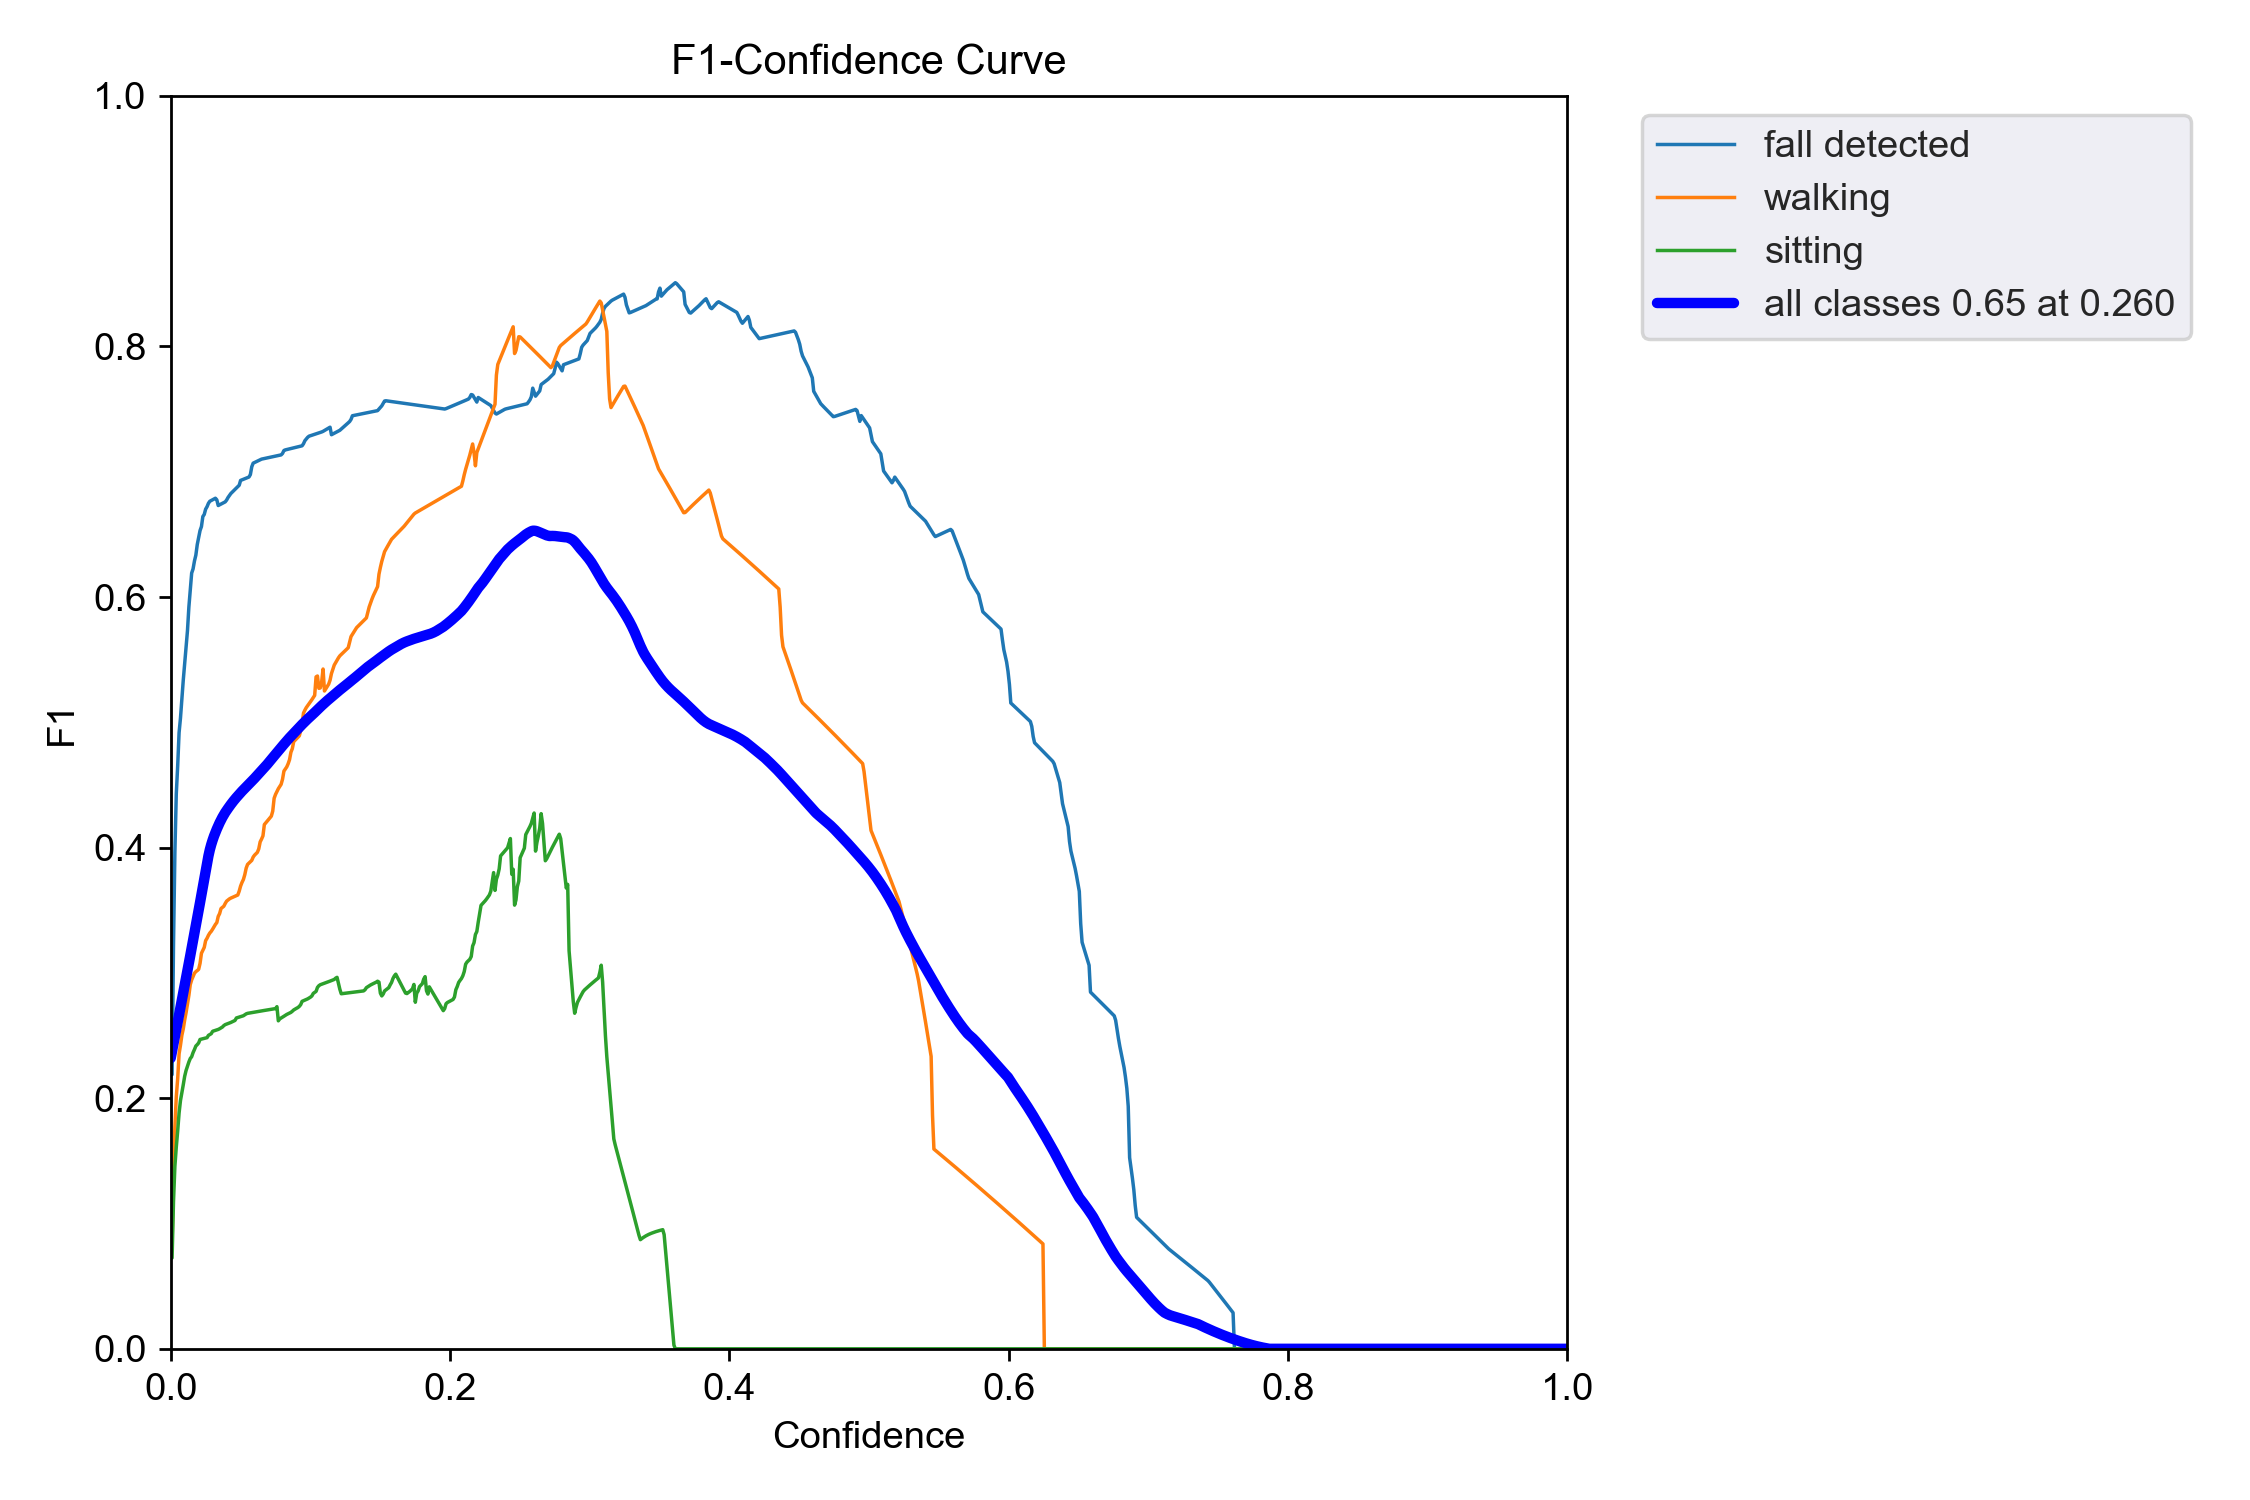 F1-Confidence Curve
1.0
0.8
0.6
0.4
0.2
0.0
F1
0.0 0.2 0.4 0.6 0.8 1.0
Confidence
fall detected
walking
sitting
all classes 0.65 at 0.260